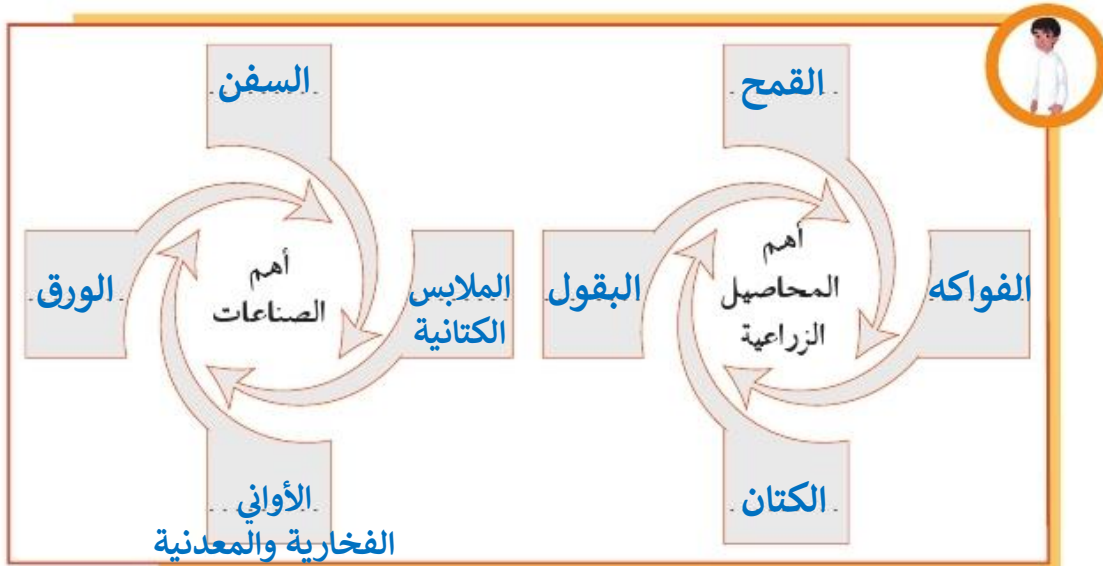 القمح
الفواكه
أهم
المحاصيل
الزراعية
البقول
الكتان
السفن
الملابس
الكتانية
أهم
الصناعات
الورق
الأواني
الفخارية والمعدنية